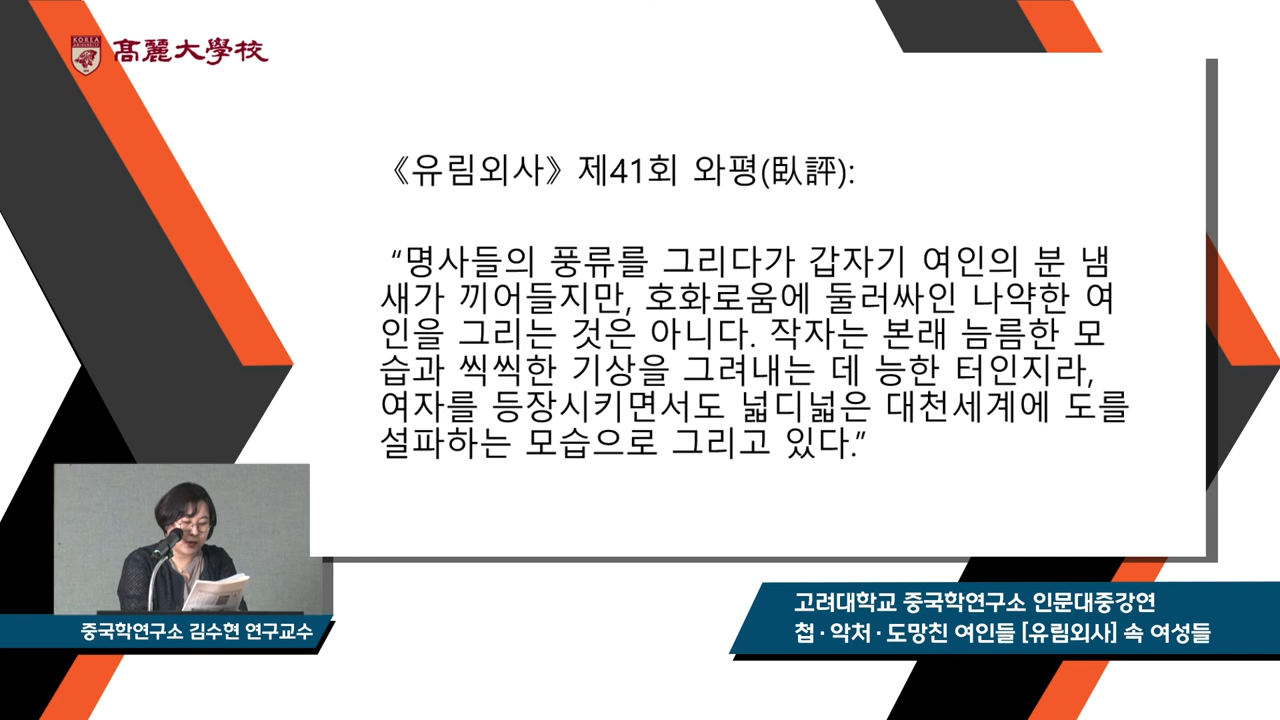 KOREA
UNIVERSITY
高麗大學校
《유림외사》 제41회 와평(臥評):
“명사들의 풍류를 그리다가 갑자기 여인의 분 냄
새가 끼어들지만, 호화로움에 둘러싸인 나약한 여
인을 그리는 것은 아니다. 작자는 본래 늠름한 모
습과 씩씩한 기상을 그려내는 데 능한 터인지라,
여자를 등장시키면서도 넓디넓은 대천세계에 도를
설파하는 모습으로 그리고 있다.”
중국학연구소 김수현 연구교수
고려대학교 중국학연구소 인문대중강연
첩·악처·도망친 여인들 [유림외사] 속 여성들